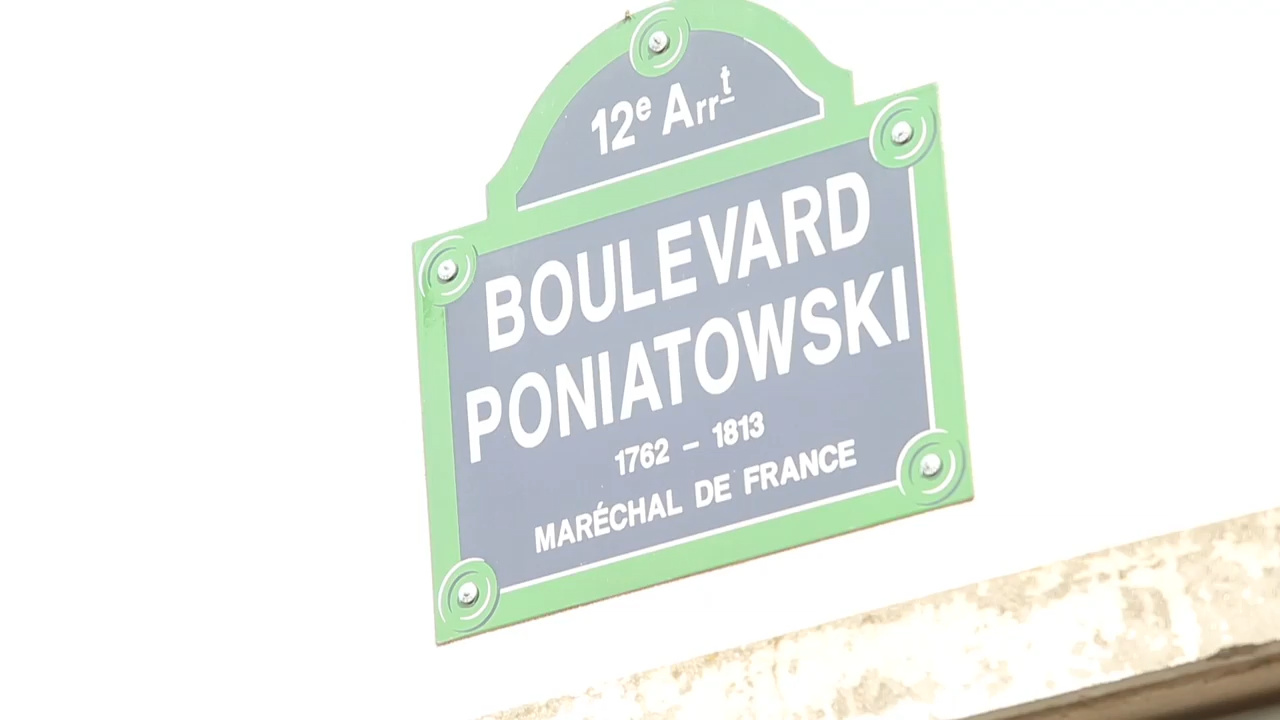 12e Arrt
BOULEVARD
PONIATOWSKI
1762 – 1813
MARÉCHAL DE FRANCE